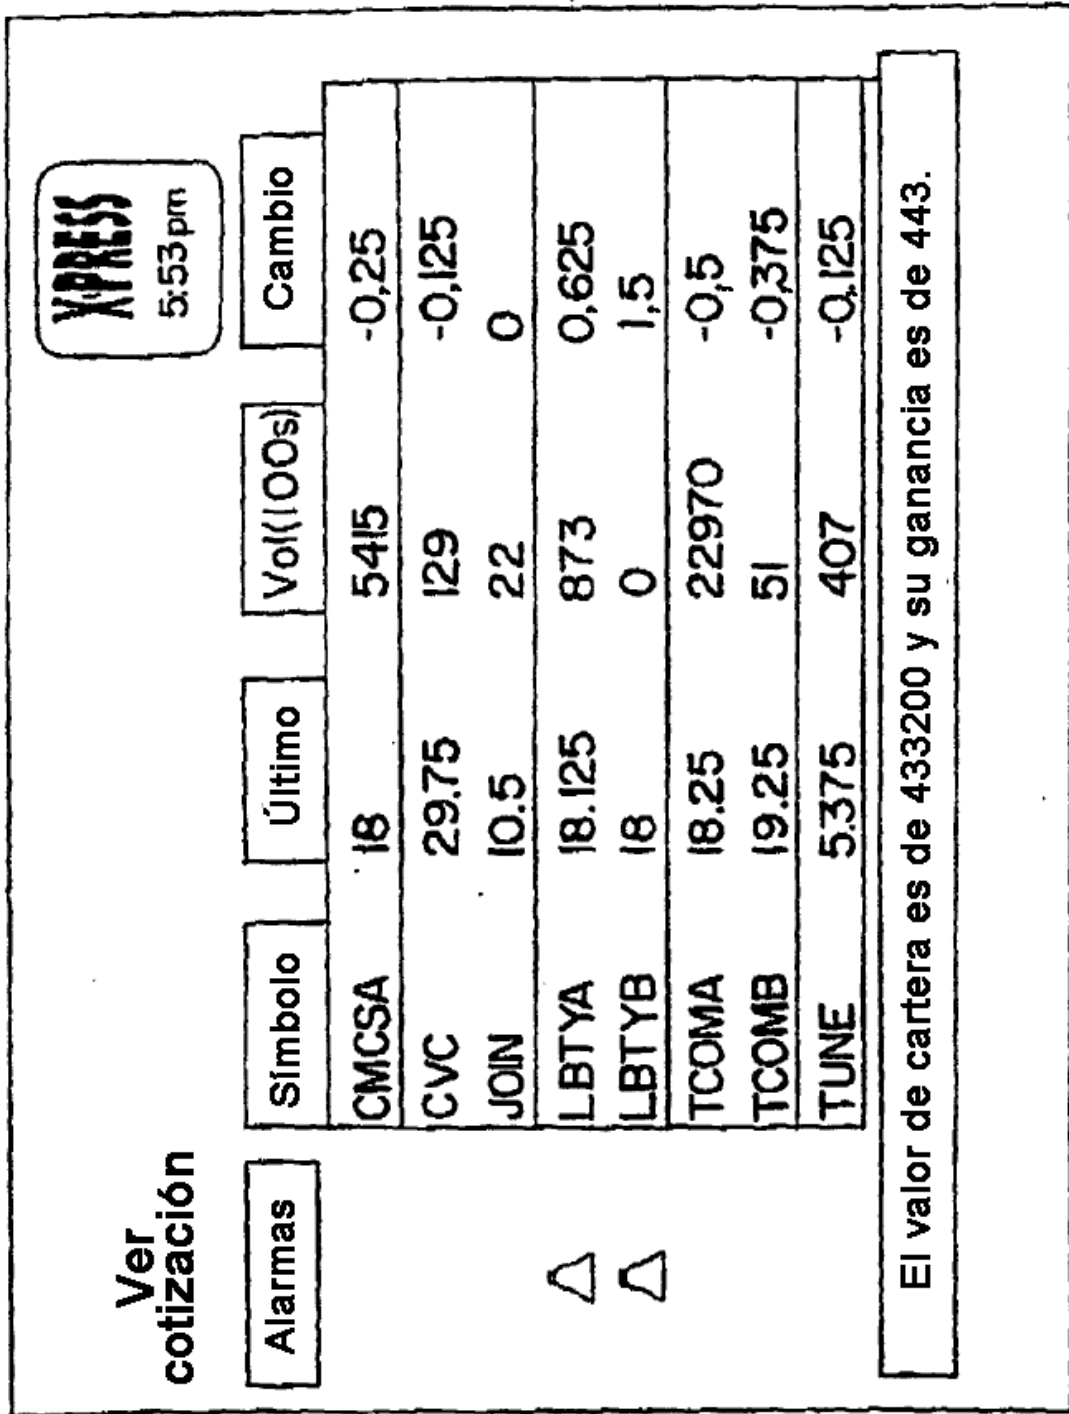 Ver
cotización
XPRESS
5:53pm
Alarmas Símbolo Último Vol(100s) Cambio
CMCSA 18 5415 -0,25
CVC 29.75 129 -0,125
JOIN 10.5 22 0
LBTYA 18.125 873 0,625
LBTYB 18 0 1,5
TCOMA 18.25 22970 -0,5
TCOMB 19.25 51 -0,375
TUNE 5.375 407 -0,125
El valor de cartera es de 433200 y su ganancia es de 443.